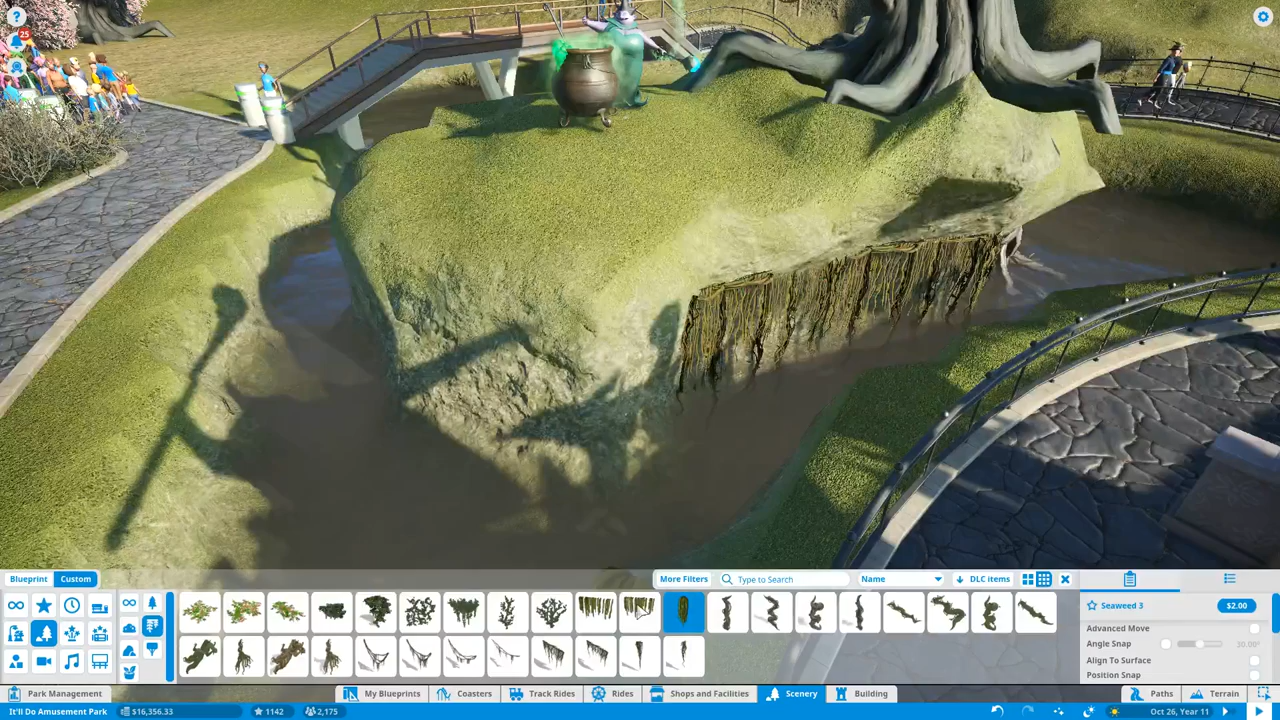 ?
25
Blueprint
Custom
More Filters
Type to Search
Name
DLC items
Seaweed 3
$2.00
Advanced Move
Angle Snap
30.00°
Align To Surface
Position Snap
Park Management
My Blueprints
Coasters
Track Rides
Rides
Shops and Facilities
Scenery
Building
Paths
Terrain
It'll Do Amusement Park
$16,356.33
1142
2,175
Oct 26, Year 11